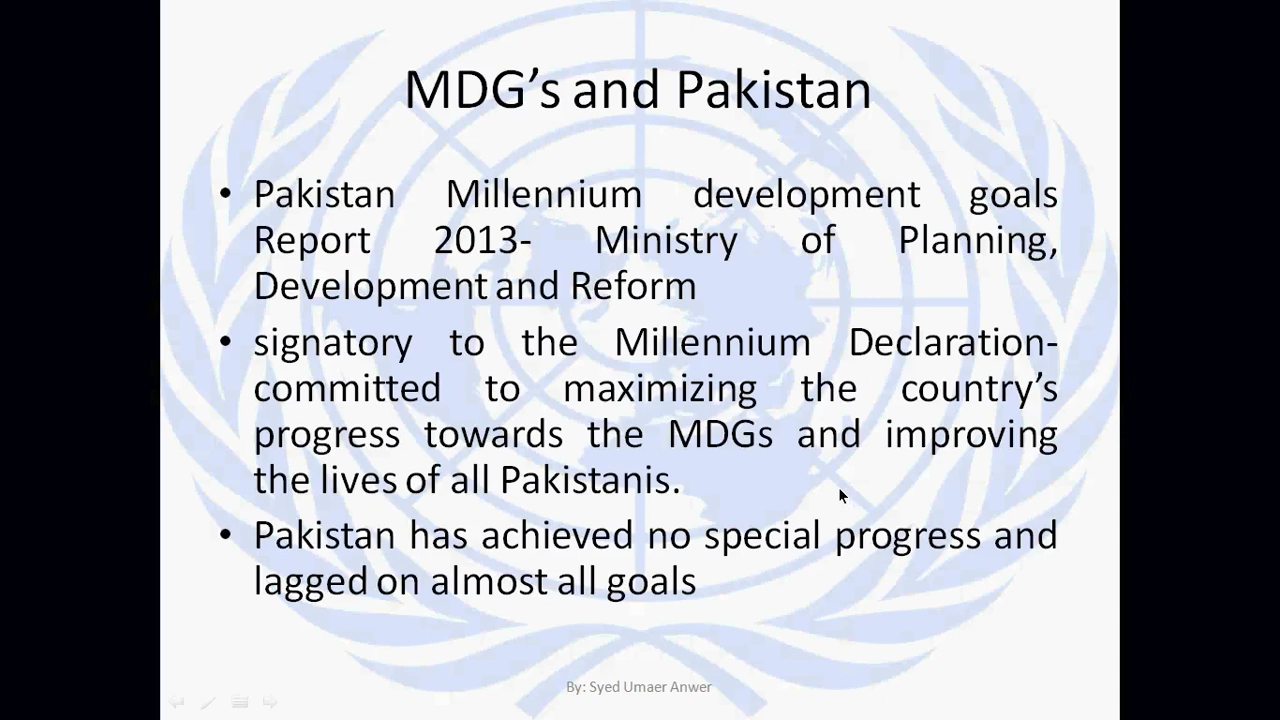 MDG’s and Pakistan
• Pakistan Millennium development goals
Report 2013- Ministry of Planning,
Development and Reform
• signatory to the Millennium Declaration-
committed to maximizing the country’s
progress towards the MDGs and improving
the lives of all Pakistanis.
• Pakistan has achieved no special progress and
lagged on almost all goals
By: Syed Umaer Anwer